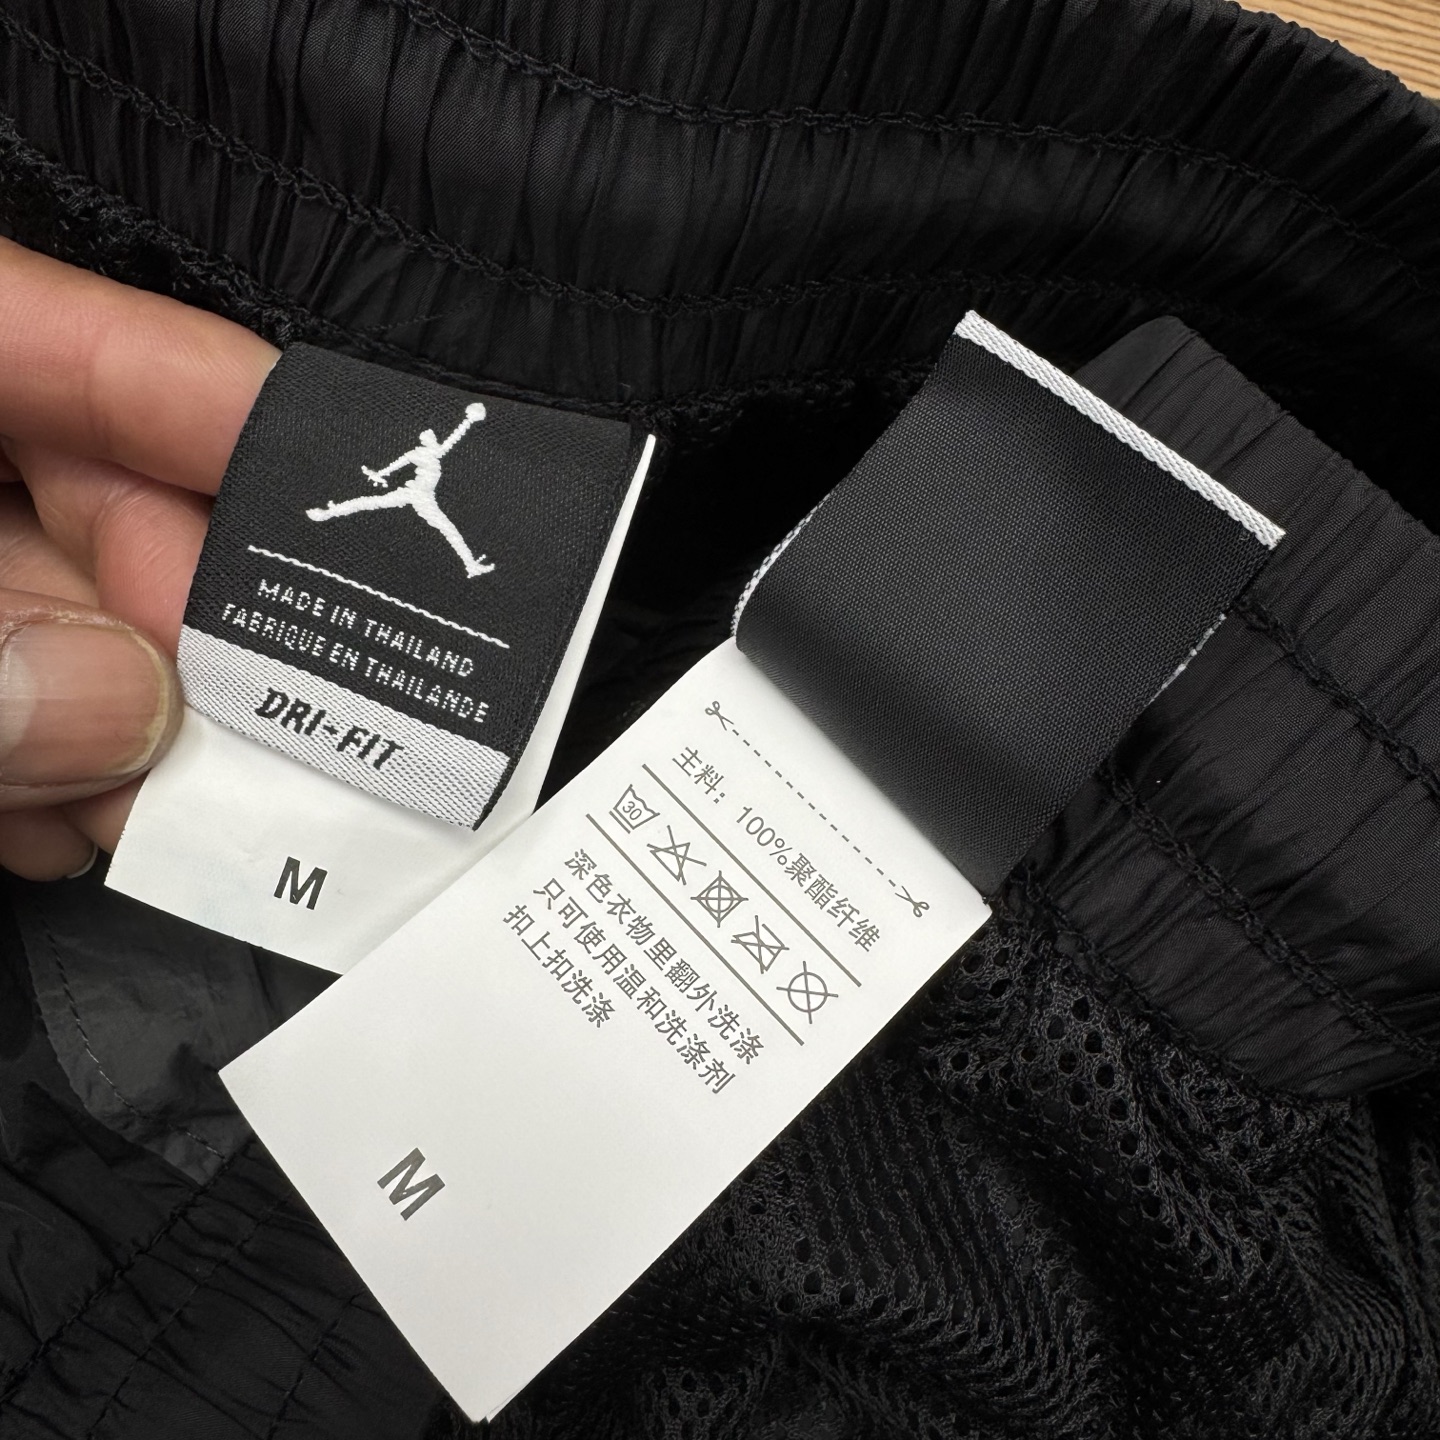 MADE IN THAILAND
FABRIQUE EN THAILANDE
DRI-FIT
M
主料：100%聚酯纤维
30
深色衣物里翻外洗涤
只可使用温和洗涤剂
扣上扣洗涤
M